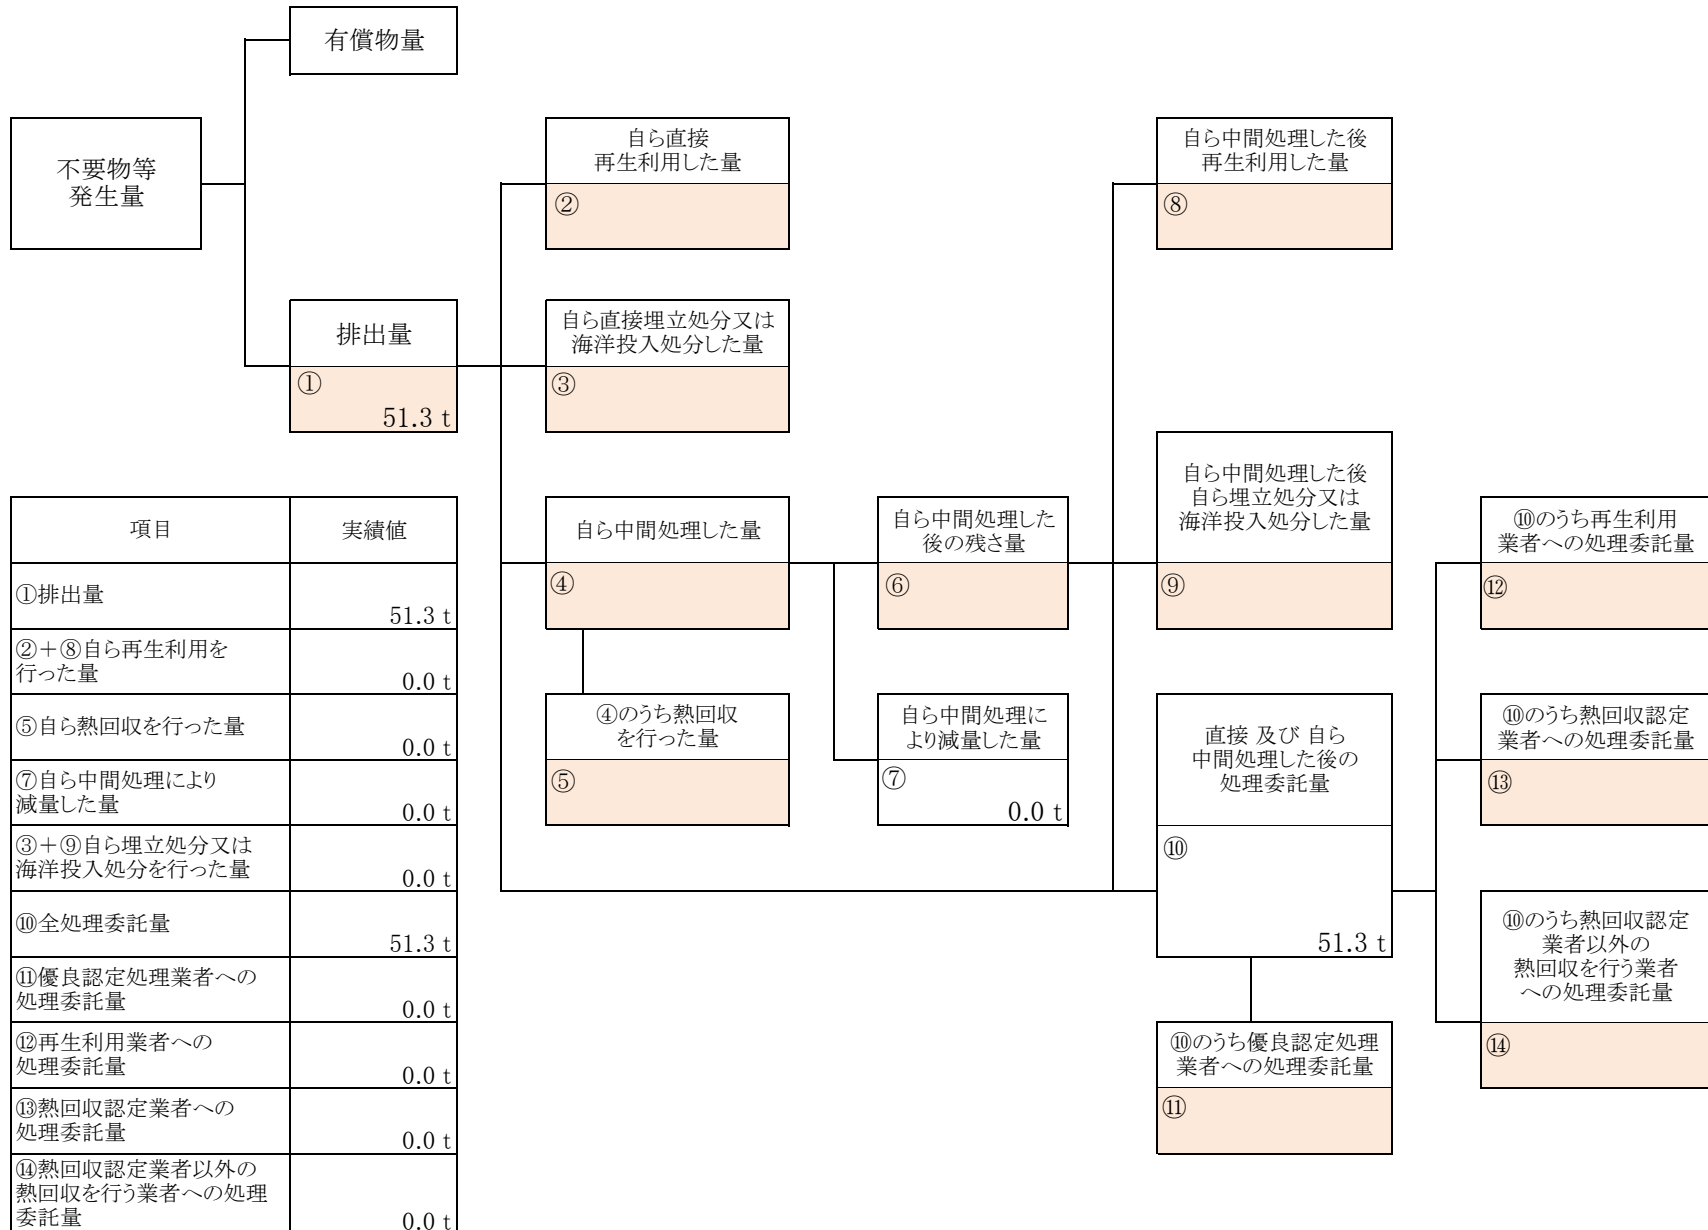 有償物量
不要物等
発生量
自ら直接
再生利用した量
②
自ら中間処理した後
再生利用した量
⑧
排出量
①
51.3 t
自ら直接埋立処分又は
海洋投入処分した量
③
自ら中間処理した量
④
自ら中間処理した
後の残さ量
⑥
自ら中間処理した後
自ら埋立処分又は
海洋投入処分した量
⑨
⑩のうち再生利用
業者への処理委託量
⑫
④のうち熱回収
を行った量
⑤
自ら中間処理に
より減量した量
⑦
0.0 t
直接 及び 自ら
中間処理した後の
処理委託量
⑩
51.3 t
⑩のうち熱回収認定
業者への処理委託量
⑬
⑩のうち熱回収認定
業者以外の
熱回収を行う業者
への処理委託量
⑭
⑩のうち優良認定処理
業者への処理委託量
⑪
項目 実績値
①排出量
51.3 t
②＋⑧自ら再生利用を
行った量
0.0 t
⑤自ら熱回収を行った量
0.0 t
⑦自ら中間処理により
減量した量
0.0 t
③＋⑨自ら埋立処分又は
海洋投入処分を行った量
0.0 t
⑩全処理委託量
51.3 t
⑪優良認定処理業者への
処理委託量
0.0 t
⑫再生利用業者への
処理委託量
0.0 t
⑬熱回収認定業者への
処理委託量
0.0 t
⑭熱回収認定業者以外の
熱回収を行う業者への処理
委託量
0.0 t